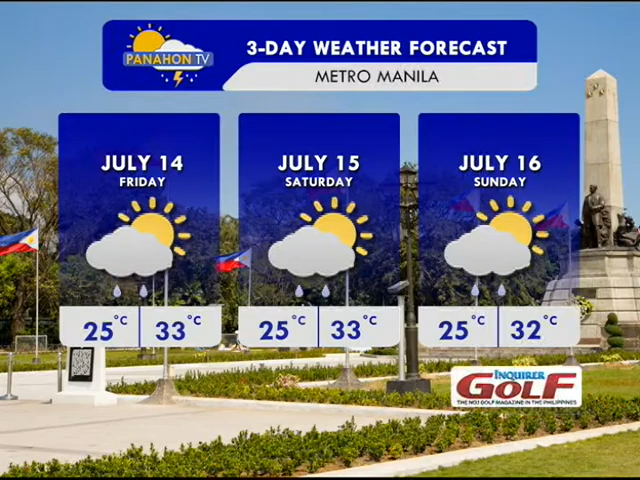 PANAHON TV
3-DAY WEATHER FORECAST
METRO MANILA
JULY 14
FRIDAY
25°C 33°C
JULY 15
SATURDAY
25°C 33°C
JULY 16
SUNDAY
25°C 32°C
INQUIRER
GOLF
THE NO.1 GOLF MAGAZINE IN THE PHILIPPINES